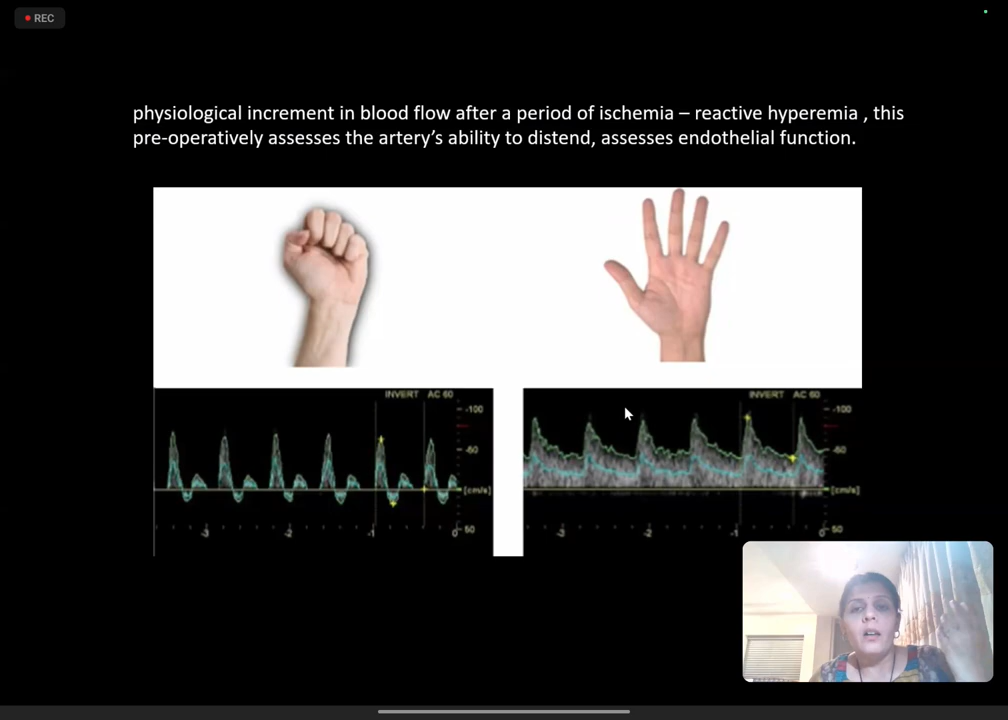 REC
physiological increment in blood flow after a period of ischemia – reactive hyperemia , this
pre-operatively assesses the artery’s ability to distend, assesses endothelial function.
INVERT AC 60
-100
-50
[cm/s]
50
-3 -2 -1 0
INVERT AC 60
-100
-50
[cm/s]
50
-3 -2 -1 0